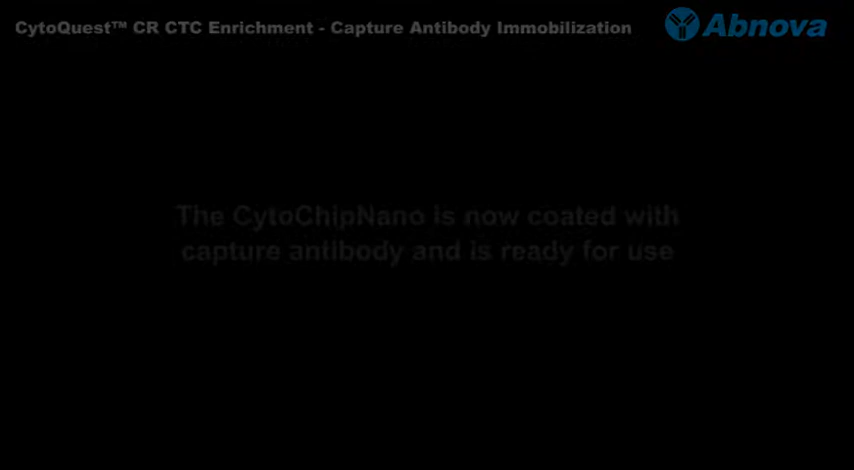 CytoQuest™ CR CTC Enrichment - Capture Antibody Immobilization
Abnova
The CytoChipNano is now coated with
capture antibody and is ready for use